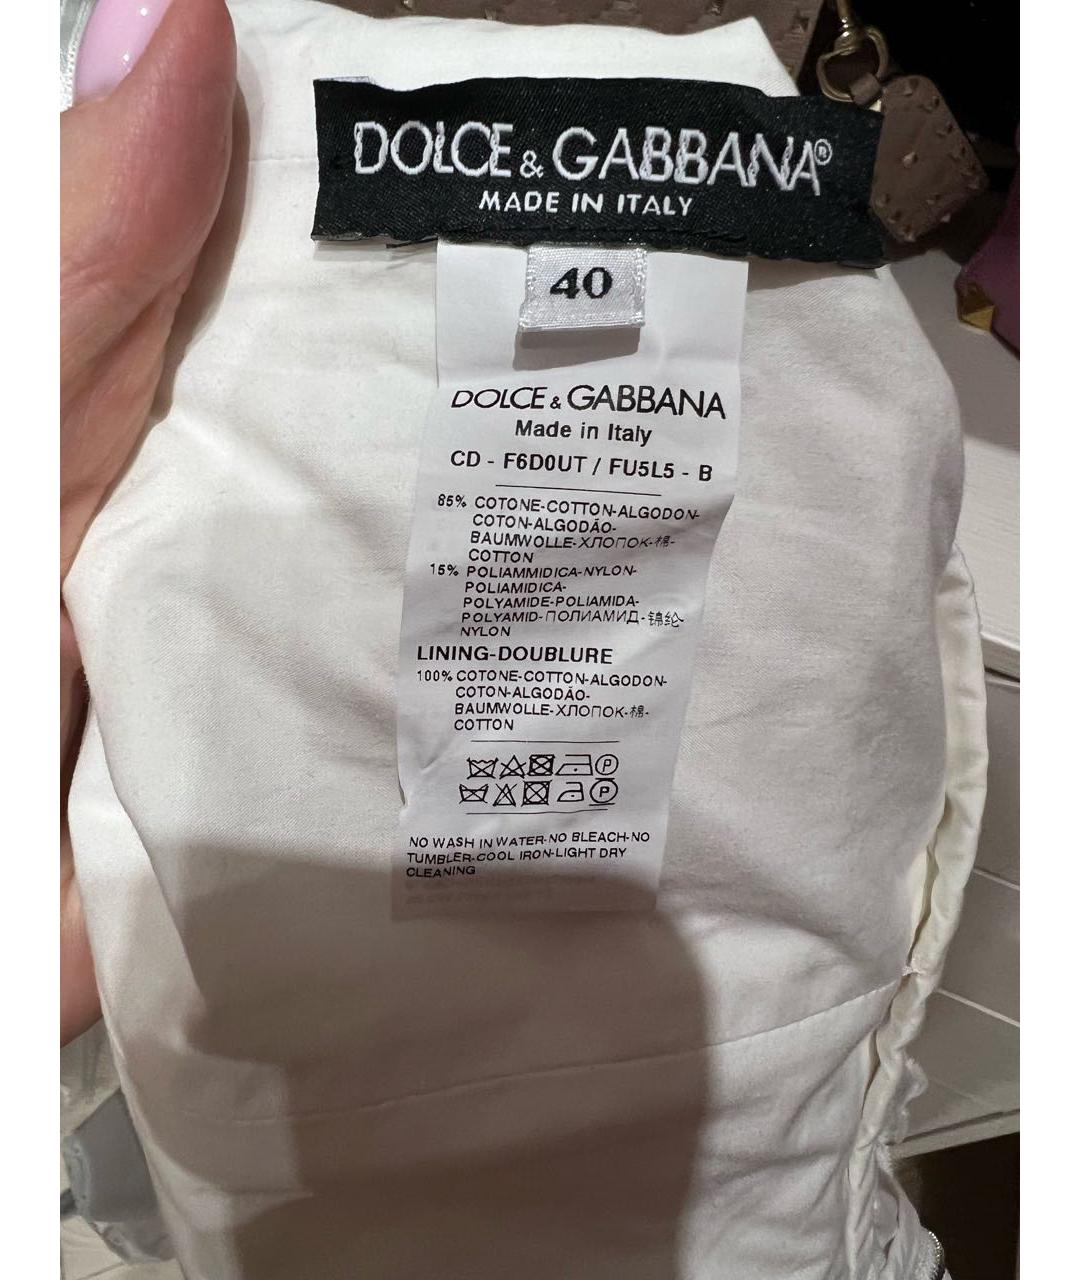 DOLCE & GABBANA®
MADE IN ITALY
40
DOLCE & GABBANA
Made in Italy
CD - F6D0UT / FU5L5 - B
85% COTONE-COTTON-ALGODON-
COTON-ALGODÃO-
BAUMWOLLE-ХЛОПОК-棉-
COTTON
15% POLIAMMIDICA-NYLON-
POLIAMIDICA-
POLYAMIDE-POLIAMIDA-
POLYAMID-ПОЛИАМИД-锦纶-
NYLON
LINING-DOUBLURE
100% COTONE-COTTON-ALGODON-
COTON-ALGODÃO-
BAUMWOLLE-ХЛОПОК-棉-
COTTON
P
P
NO WASH IN WATER-NO BLEACH-NO
TUMBLER-COOL IRON-LIGHT DRY
CLEANING